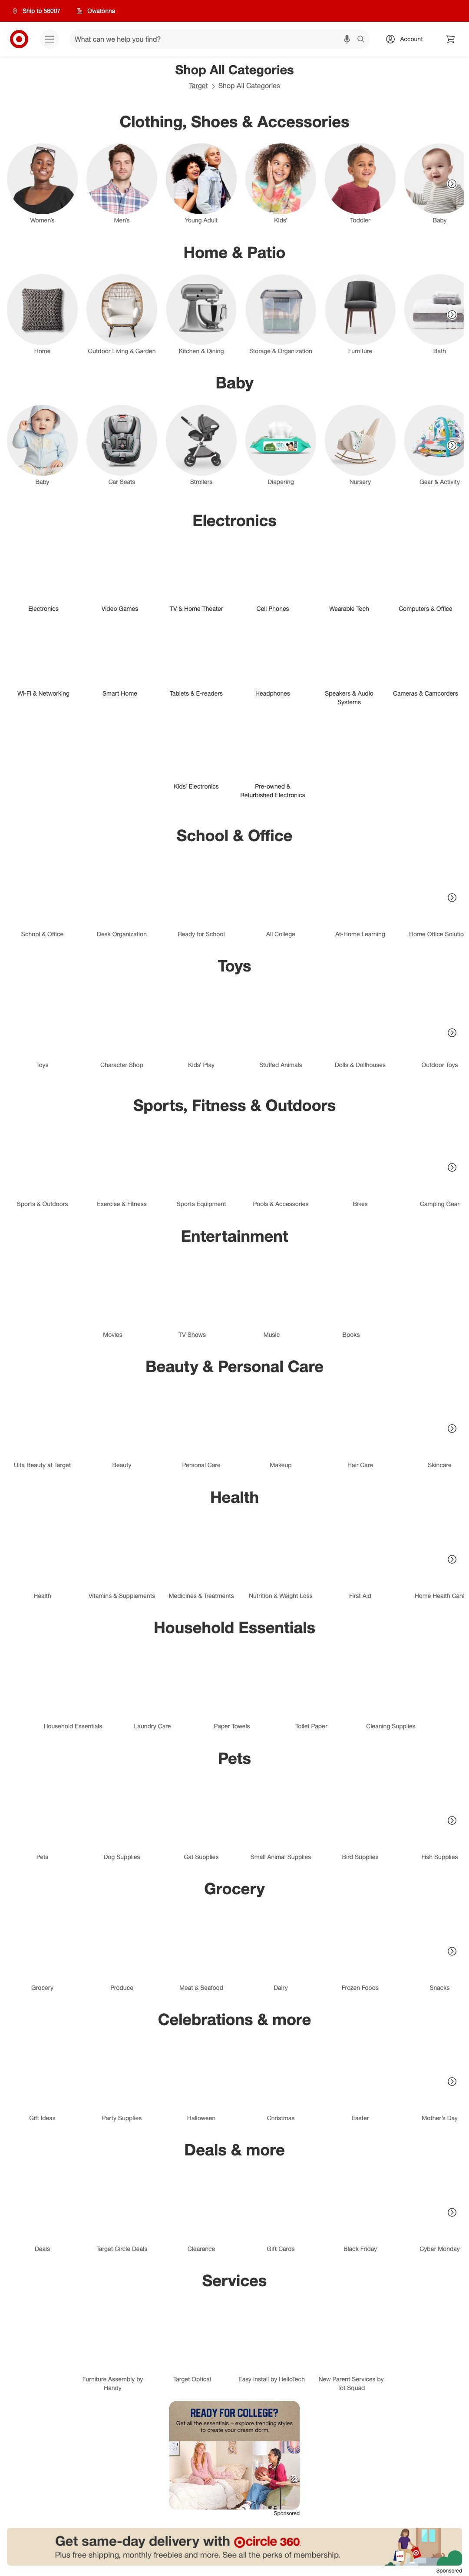 Ship to 56007
Owatonna
What can we help you find?
Account
Shop All Categories
Target
Shop All Categories
Clothing, Shoes & Accessories
Women's
Men's
Young Adult
Kids'
Toddler
Baby
Home & Patio
Home
Outdoor Living & Garden
Kitchen & Dining
Storage & Organization
Furniture
Bath
Baby
Baby
Car Seats
Strollers
Diapering
Nursery
Gear & Activity
Electronics
Electronics
Video Games
TV & Home Theater
Cell Phones
Wearable Tech
Computers & Office
Wi-Fi & Networking
Smart Home
Tablets & E-readers
Headphones
Speakers & Audio
Systems
Cameras & Camcorders
Kids' Electronics
Pre-owned &
Refurbished Electronics
School & Office
School & Office
Desk Organization
Ready for School
All College
At-Home Learning
Home Office Solutio
Toys
Toys
Character Shop
Kids' Play
Stuffed Animals
Dolls & Dollhouses
Outdoor Toys
Sports, Fitness & Outdoors
Sports & Outdoors
Exercise & Fitness
Sports Equipment
Pools & Accessories
Bikes
Camping Gear
Entertainment
Movies
TV Shows
Music
Books
Beauty & Personal Care
Ulta Beauty at Target
Beauty
Personal Care
Makeup
Hair Care
Skincare
Health
Health
Vitamins & Supplements
Medicines & Treatments
Nutrition & Weight Loss
First Aid
Home Health Care
Household Essentials
Household Essentials
Laundry Care
Paper Towels
Toilet Paper
Cleaning Supplies
Pets
Pets
Dog Supplies
Cat Supplies
Small Animal Supplies
Bird Supplies
Fish Supplies
Grocery
Grocery
Produce
Meat & Seafood
Dairy
Frozen Foods
Snacks
Celebrations & more
Gift Ideas
Party Supplies
Halloween
Christmas
Easter
Mother's Day
Deals & more
Deals
Target Circle Deals
Clearance
Gift Cards
Black Friday
Cyber Monday
Services
Furniture Assembly by
Handy
Target Optical
Easy Install by HelloTech
New Parent Services by
Tot Squad
READY FOR COLLEGE?
Get all the essentials + explore trending styles
to create your dream dorm.
Sponsored
Get same-day delivery with circle 360.
Plus free shipping, monthly freebies and more. See all the perks of membership.
Sponsored